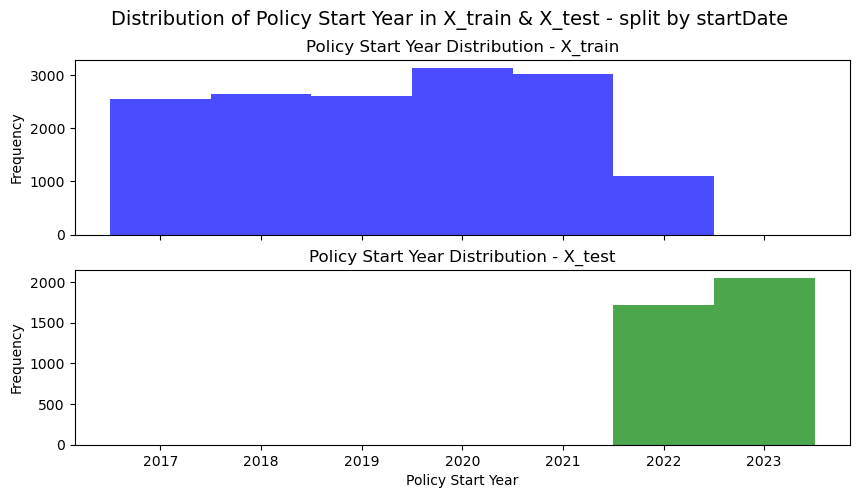 Distribution of Policy Start Year in X_train & X_test - split by startDate
Policy Start Year Distribution - X_train
Frequency
3000
2000
1000
0
Policy Start Year Distribution - X_test
Frequency
2000
1500
1000
500
0
2017 2018 2019 2020 2021 2022 2023
Policy Start Year